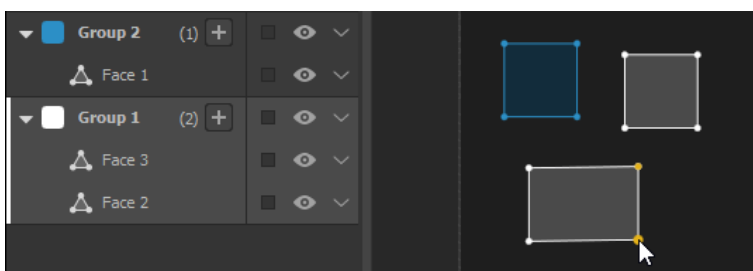 Group 2 (1) +
Face 1
Group 1 (2) +
Face 3
Face 2